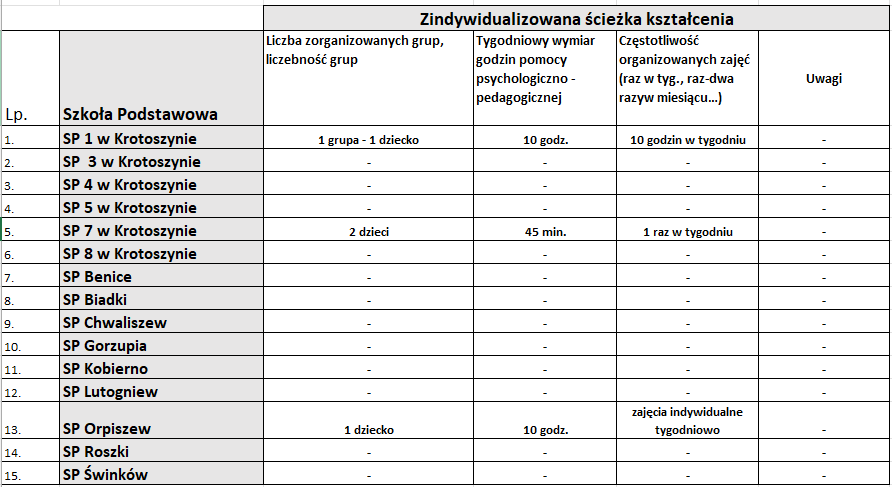 Zindywidualizowana ścieżka kształcenia
Lp. Szkoła Podstawowa Liczba zorganizowanych grup, liczebność grup Tygodniowy wymiar godzin pomocy psychologiczno - pedagogicznej Częstotliwość organizowanych zajęć (raz w tyg., raz-dwa razyw miesiącu...) Uwagi
1. SP 1 w Krotoszynie 1 grupa - 1 dziecko 10 godz. 10 godzin w tygodniu -
2. SP 3 w Krotoszynie - - - -
3. SP 4 w Krotoszynie - - - -
4. SP 5 w Krotoszynie - - - -
5. SP 7 w Krotoszynie 2 dzieci 45 min. 1 raz w tygodniu -
6. SP 8 w Krotoszynie - - - -
7. SP Benice - - - -
8. SP Biadki - - - -
9. SP Chwaliszew - - - -
10. SP Gorzupia - - - -
11. SP Kobierno - - - -
12. SP Lutogniew - - - -
13. SP Orpiszew 1 dziecko 10 godz. zajęcia indywidualne tygodniowo -
14. SP Roszki - - - -
15. SP Świnków - - - -